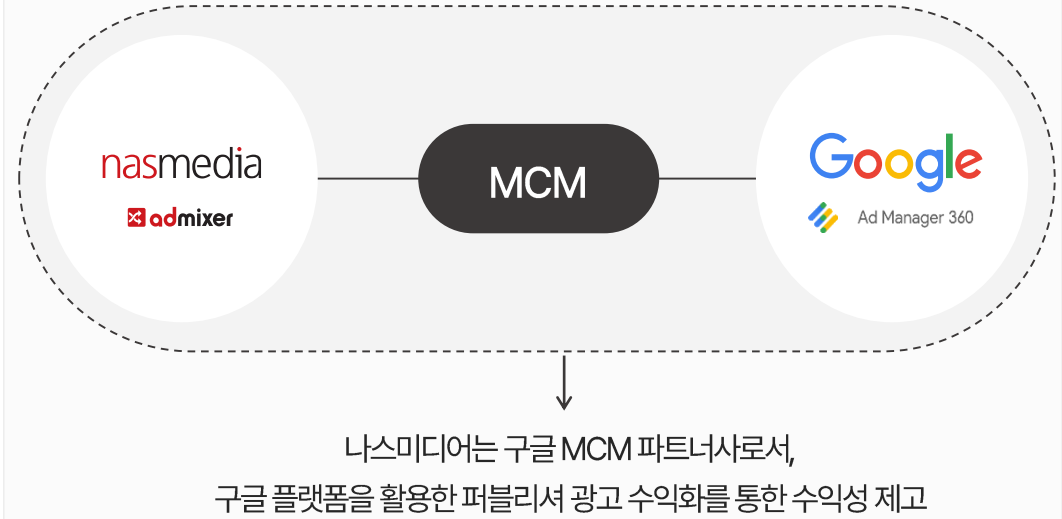 nasmedia
admixer
MCM
Google
Ad Manager 360
나스미디어는 구글 MCM 파트너사로서,
구글 플랫폼을 활용한 퍼블리셔 광고 수익화를 통한 수익성 제고